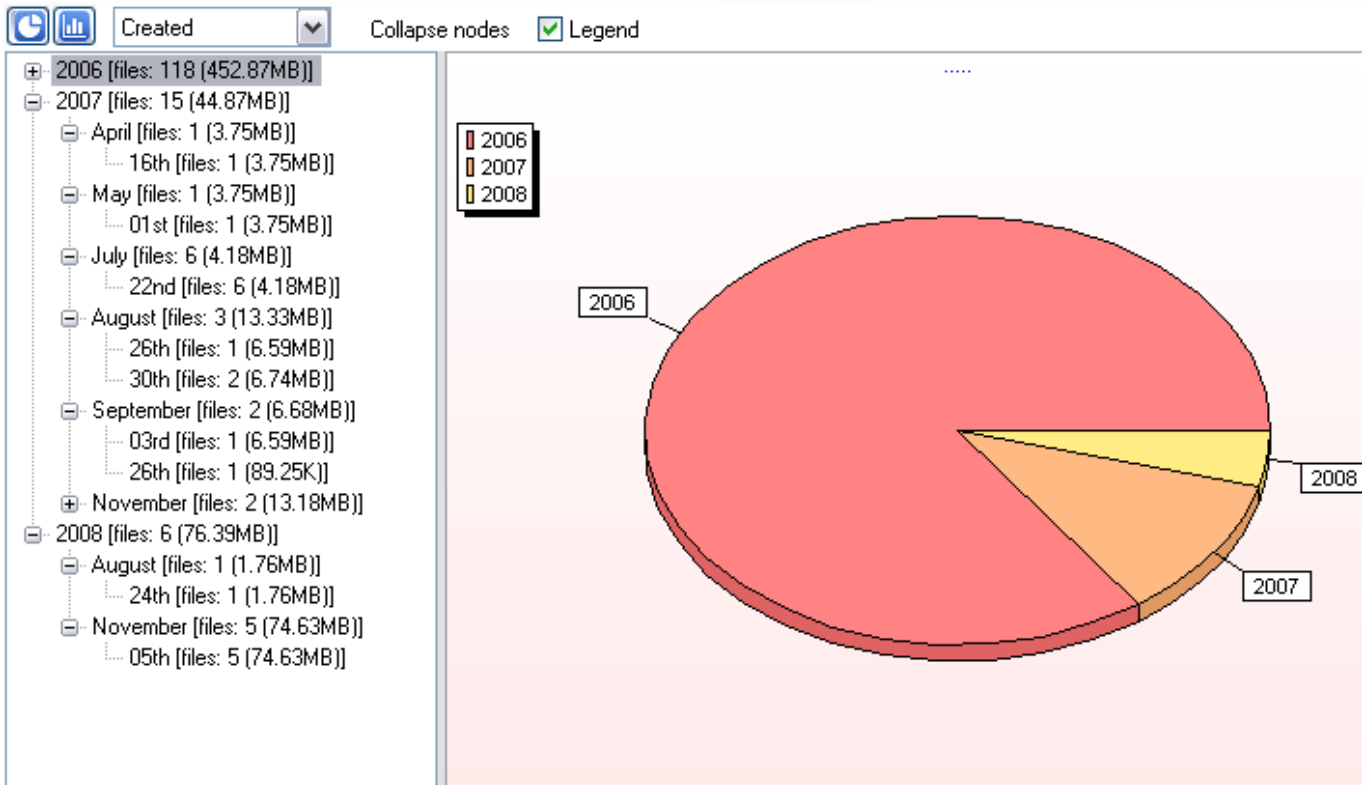 Created Collapse nodes Legend
2006 [files: 118 (452.87MB)]
2007 [files: 15 (44.87MB)]
April [files: 1 (3.75MB)]
16th [files: 1 (3.75MB)]
May [files: 1 (3.75MB)]
01st [files: 1 (3.75MB)]
July [files: 6 (4.18MB)]
22nd [files: 6 (4.18MB)]
August [files: 3 (13.33MB)]
26th [files: 1 (6.59MB)]
30th [files: 2 (6.74MB)]
September [files: 2 (6.68MB)]
03rd [files: 1 (6.59MB)]
26th [files: 1 (89.25K)]
November [files: 2 (13.18MB)]
2008 [files: 6 (76.39MB)]
August [files: 1 (1.76MB)]
24th [files: 1 (1.76MB)]
November [files: 5 (74.63MB)]
05th [files: 5 (74.63MB)]
.....
2006
2007
2008
2006
2008
2007